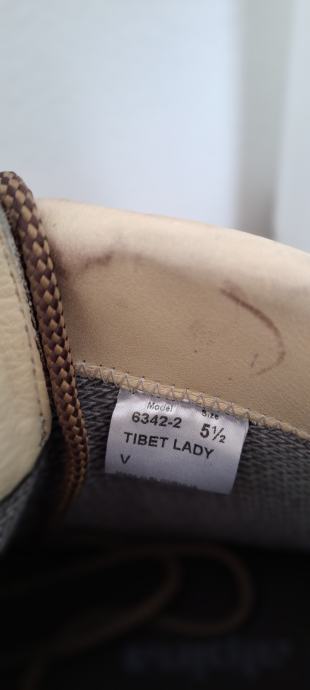 Model Size
6342-2 5½
TIBET LADY
V